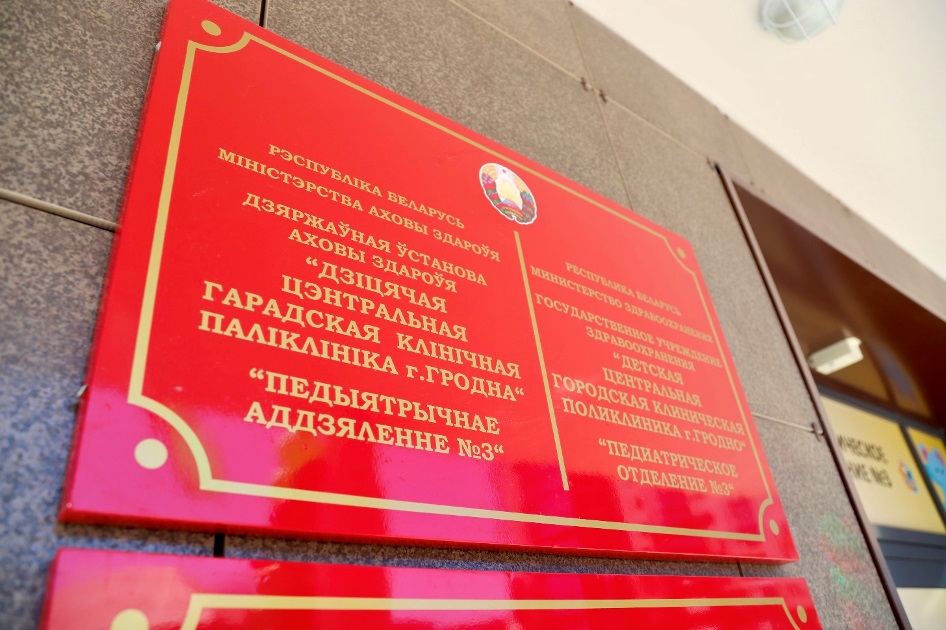 РЭСПУБЛІКА БЕЛАРУСЬ
МІНІСТЭРСТВА АХОВЫ ЗДАРОЎЯ
ДЗЯРЖАЎНАЯ ЎСТАНОВА
АХОВЫ ЗДАРОЎЯ
“ДЗІЦЯЧАЯ
ЦЭНТРАЛЬНАЯ
ГАРАДСКАЯ КЛІНІЧНАЯ
ПАЛІКЛІНІКА г.ГРОДНА“
“ПЕДЫЯТРЫЧНАЕ
АДДЗЯЛЕННЕ №3“
РЕСПУБЛИКА БЕЛАРУСЬ
МИНИСТЕРСТВО ЗДРАВООХРАНЕНИЯ
ГОСУДАРСТВЕННОЕ УЧРЕЖДЕНИЕ
ЗДРАВООХРАНЕНИЯ
“ДЕТСКАЯ
ЦЕНТРАЛЬНАЯ
ГОРОДСКАЯ КЛИНИЧЕСКАЯ
ПОЛИКЛИНИКА г.ГРОДНО“
“ПЕДИАТРИЧЕСКОЕ
ОТДЕЛЕНИЕ №3“